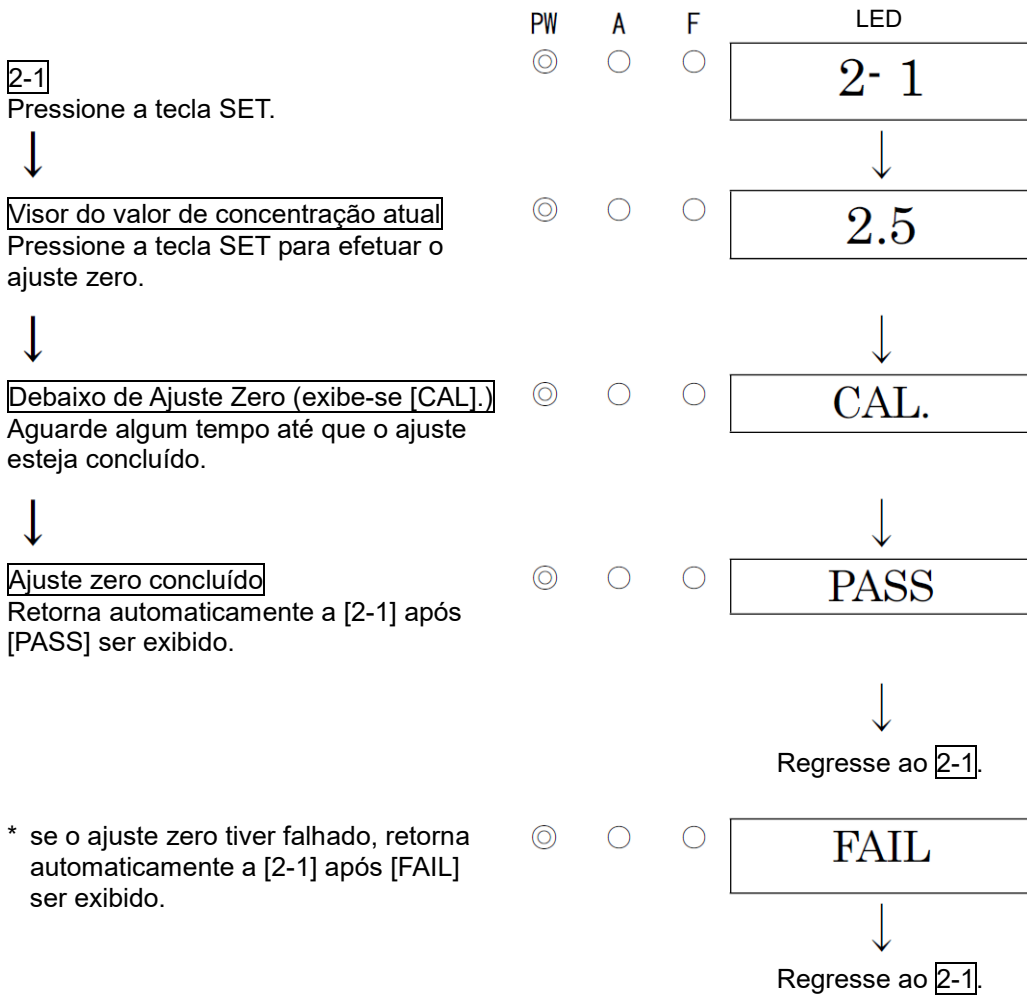 PW A F LED
2-1
Pressione a tecla SET.
2- 1
Visor do valor de concentração atual
Pressione a tecla SET para efetuar o
ajuste zero.
2.5
Debaixo de Ajuste Zero (exibe-se [CAL].)
Aguarde algum tempo até que o ajuste
esteja concluído.
CAL.
Ajuste zero concluído
Retorna automaticamente a [2-1] após
[PASS] ser exibido.
PASS
Regresse ao 2-1.
* se o ajuste zero tiver falhado, retorna
automaticamente a [2-1] após [FAIL]
ser exibido.
FAIL
Regresse ao 2-1.